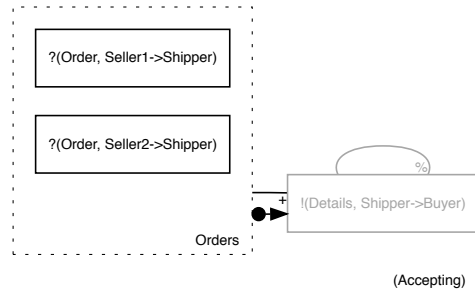 ?(Order, Seller1->Shipper)
?(Order, Seller2->Shipper)
%
+
!(Details, Shipper->Buyer)
Orders
(Accepting)